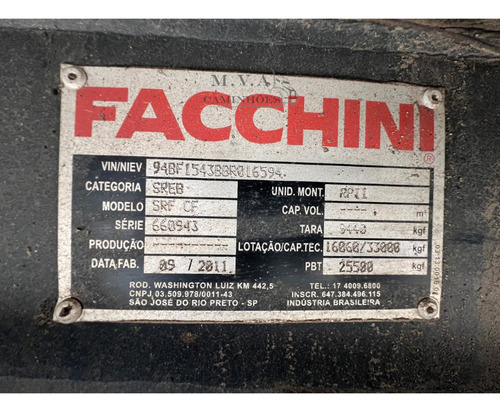 M.V.A
CAMINHÕES
FACCHINI®
VIN/NIEV 94BF1543BBR016594
CATEGORIA SREB UNID. MONT. RPII
MODELO SRF CF CAP. VOL. ----, m³
SÉRIE 660943 TARA 9440 kgf
PRODUÇÃO ---------- LOTAÇÃO/CAP.TEC. 16060/33000 kgf
DATA FAB. 09 / 2011 PBT 25500 kgf
ROD. WASHINGTON LUIZ KM 442,5 TEL.: 17 4009.6800
CNPJ 03.509.978/0011-43 INSCR. 647.384.496.115
SÃO JOSÉ DO RIO PRETO - SP INDÚSTRIA BRASILEIRA